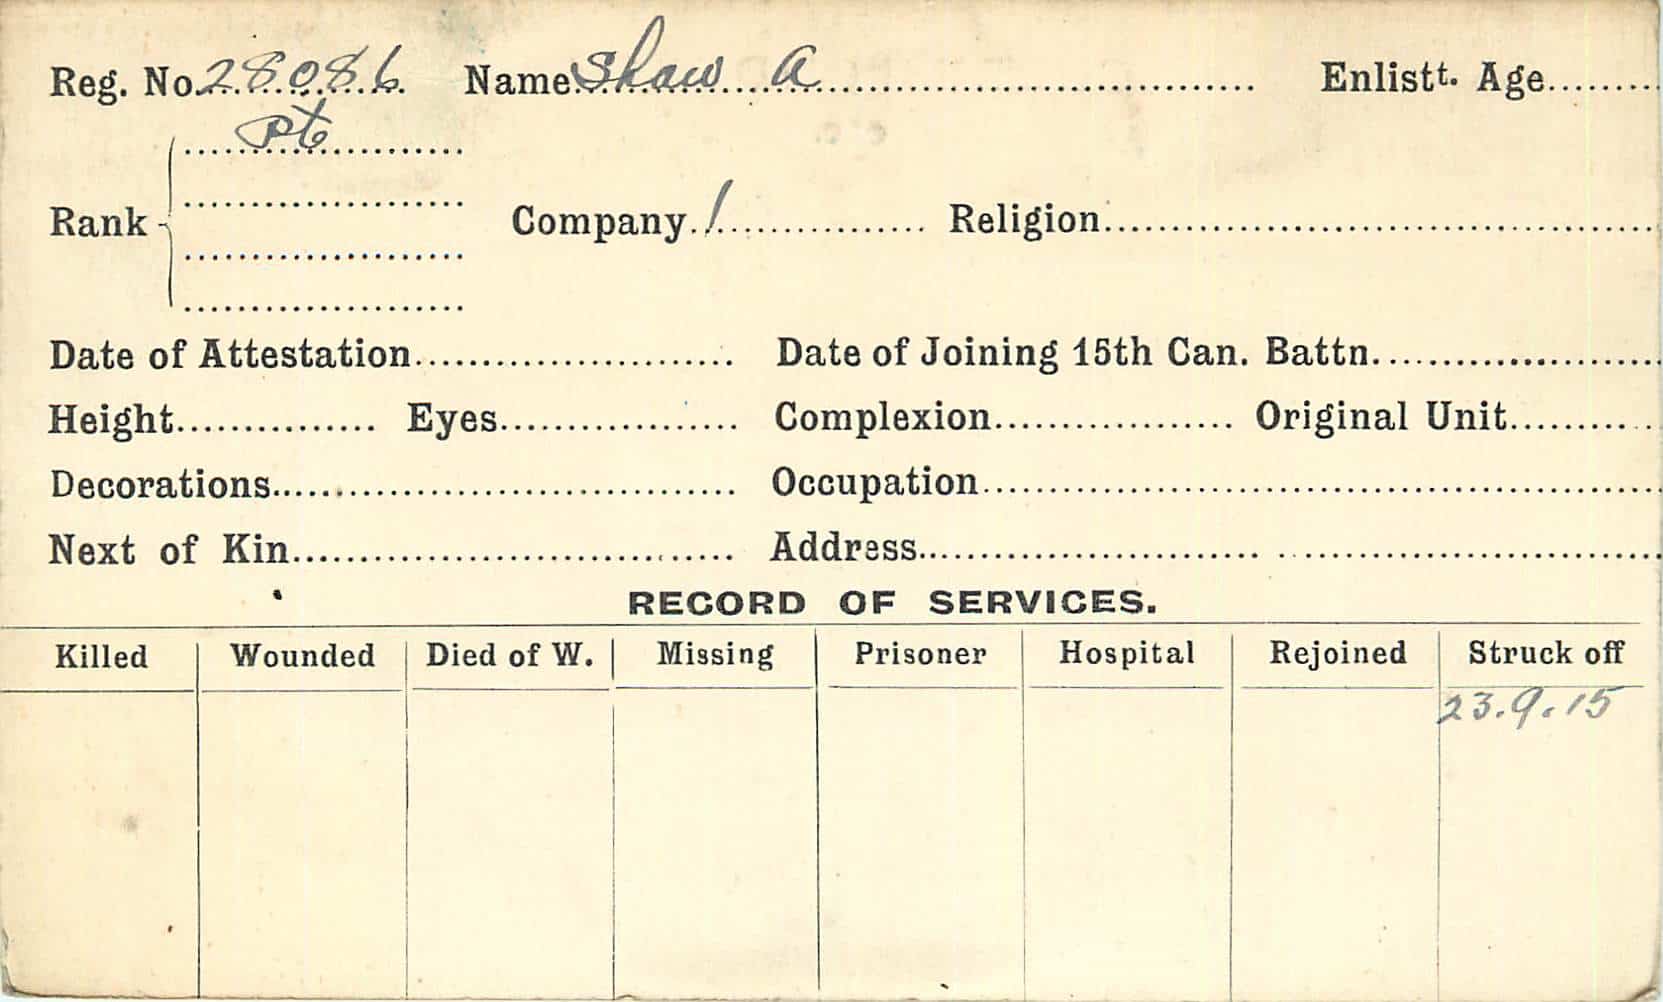 Reg. No. 28086 Name Shaw A Enlistt. Age
Pte
Rank Company 1 Religion
Date of Attestation Date of Joining 15th Can. Battn.
Height Eyes Complexion Original Unit
Decorations Occupation
Next of Kin Address
RECORD OF SERVICES.
Killed Wounded Died of W. Missing Prisoner Hospital Rejoined Struck off
23.9.15